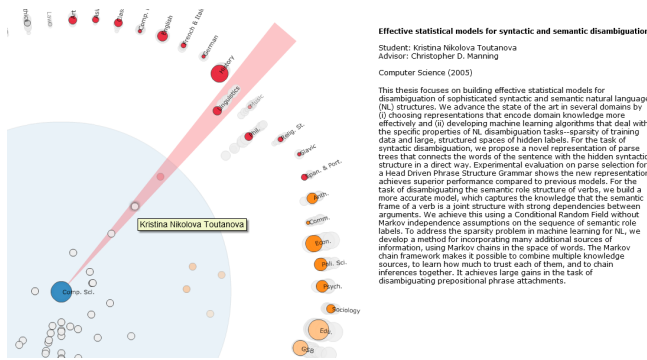 Art
Comp. L
English
French & Ital
German
History
Linguistics
Phil.
Slavic
Span. & Port.
Anth.
Comm.
Econ.
Poli. Sci.
Psych.
Sociology
Edu.
GSB
Kristina Nikolova Toutanova
Comp. Sci.
Effective statistical models for syntactic and semantic disambiguation
Student: Kristina Nikolova Toutanova
Advisor: Christopher D. Manning
Computer Science (2005)
This thesis focuses on building effective statistical models for
disambiguation of sophisticated syntactic and semantic natural language
(NL) structures. We advance the state of the art in several domains by
(i) choosing representations that encode domain knowledge more
effectively and (ii) developing machine learning algorithms that deal with
the specific properties of NL disambiguation tasks--sparsity of training
data and large, structured spaces of hidden labels. For the task of
syntactic disambiguation, we propose a novel representation of parse
trees that connects the words of the sentence with the hidden syntactic
structure in a direct way. Experimental evaluation on parse selection for
a Head Driven Phrase Structure Grammar shows the new representation
achieves superior performance compared to previous models. For the
task of disambiguating the semantic role structure of verbs, we build a
more accurate model, which captures the knowledge that the semantic
frame of a verb is a joint structure with strong dependencies between
arguments. We achieve this using a Conditional Random Field without
Markov independence assumptions on the sequence of semantic role
labels. To address the sparsity problem in machine learning for NL, we
develop a method for incorporating many additional sources of
information, using Markov chains in the space of words. The Markov
chain framework makes it possible to combine multiple knowledge
sources, to learn how much to trust each of them, and to chain
inferences together. It achieves large gains in the task of
disambiguating prepositional phrase attachments.